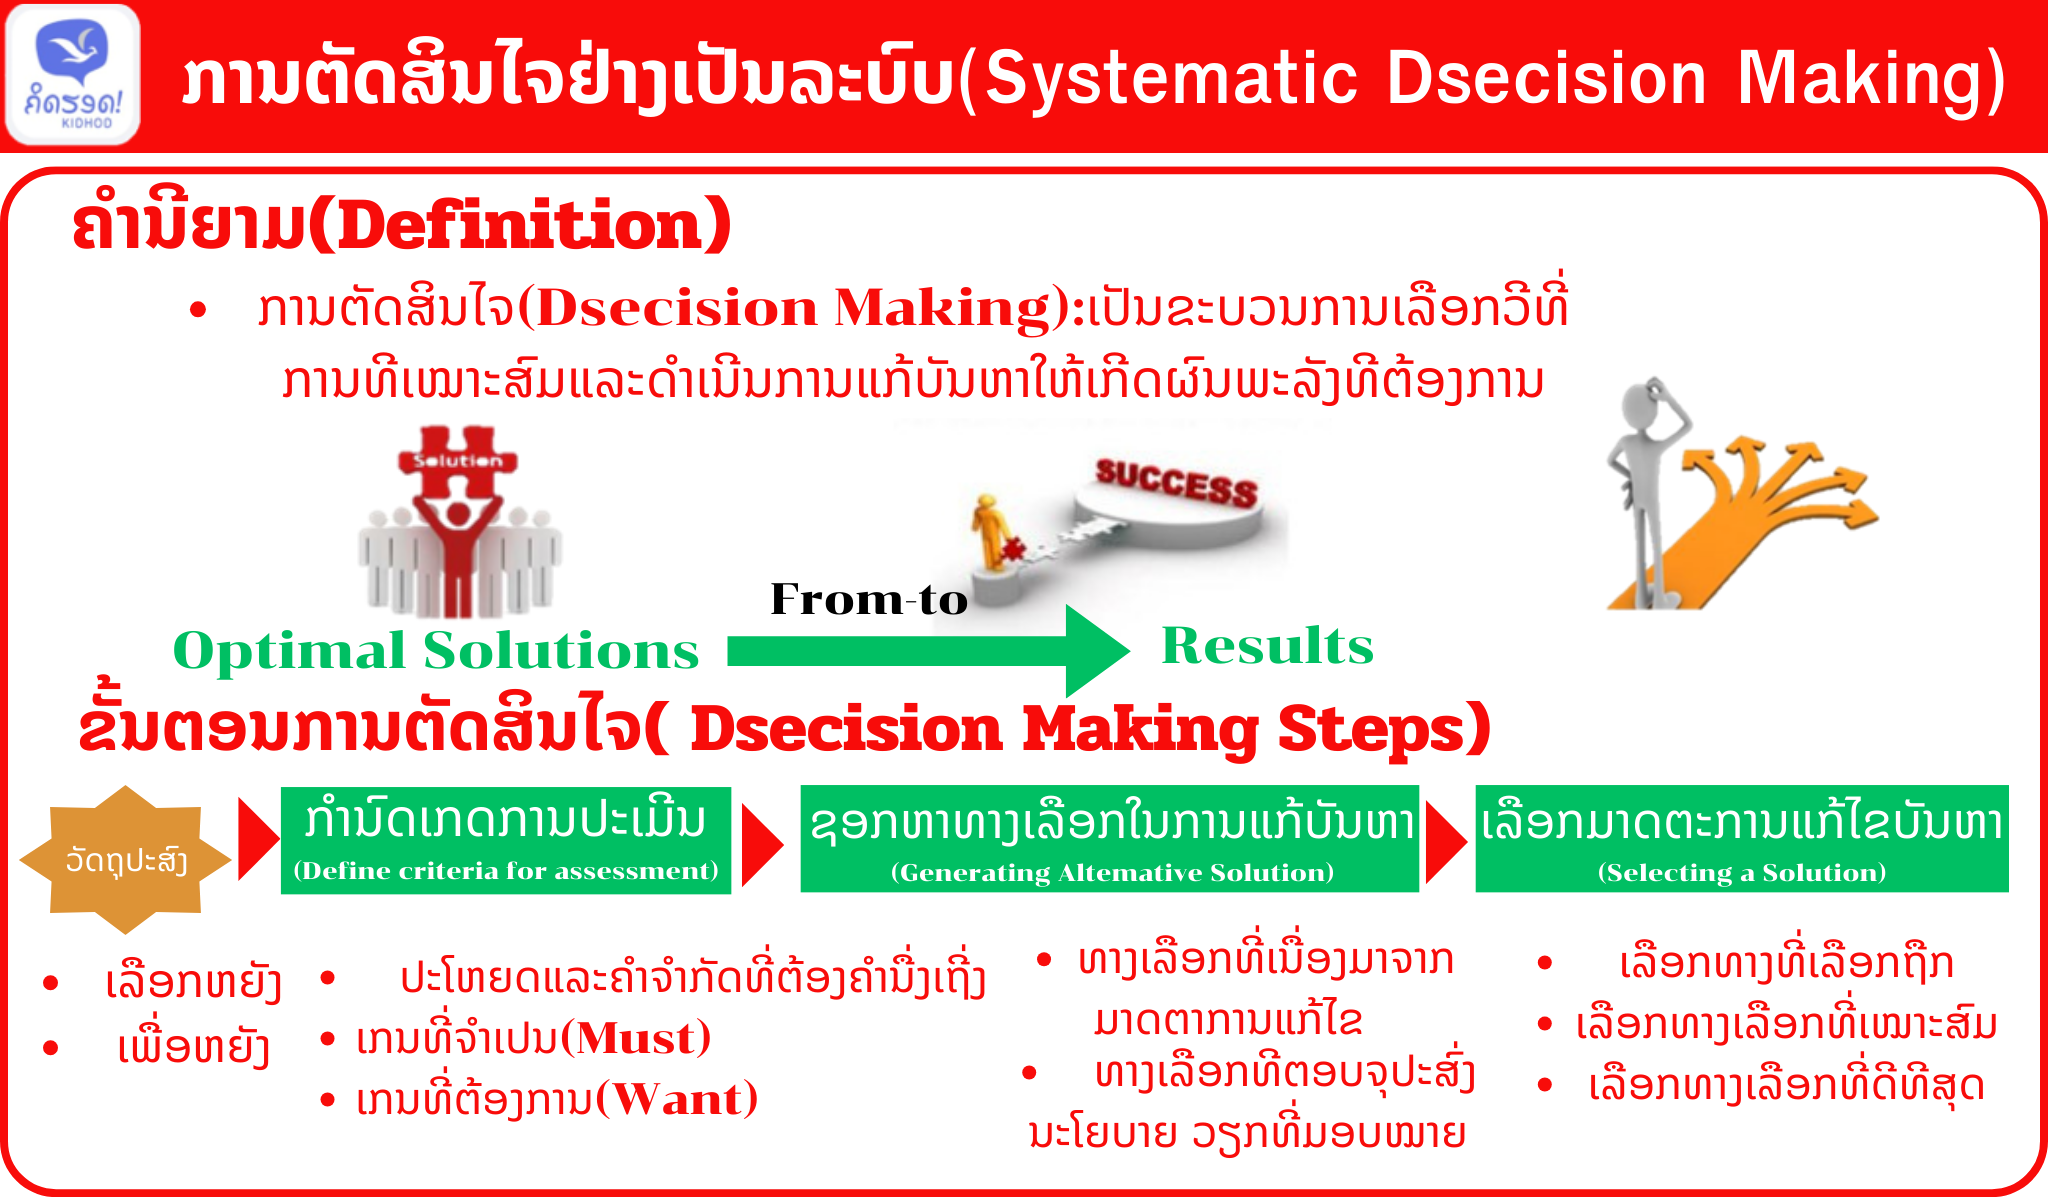 ຄິດຮອດ!
KIDHOD
ການຕັດສິນໄຈຢ່າງເປັນລະບົບ(Systematic Dsecision Making)
ຄຳນິຍາມ(Definition)
• ການຕັດສິນໄຈ(Dsecision Making):ເປັນຂະບວນການເລືອກວິທີ່
ການທີເໝາະສົມແລະດຳເນີນການແກ້ບັນຫາໃຫ້ເກີດຜົນພະລັງທີຕ້ອງການ
Solution
SUCCESS
From-to
Optimal Solutions
Results
ຂັ້ນຕອນການຕັດສິນໄຈ( Dsecision Making Steps)
ວັດຖຸປະສົງ
ກຳນົດເກດການປະເມີນ
(Define criteria for assessment)
ຊອກຫາທາງເລືອກໃນການແກ້ບັນຫາ
(Generating Altemative Solution)
ເລືອກມາດຕະການແກ້ໄຂບັນຫາ
(Selecting a Solution)
• ເລືອກຫຍັງ
• ເພື່ອຫຍັງ
• ປະໂຫຍດແລະຄຳຈຳກັດທີ່ຕ້ອງຄຳນື່ງເຖີ່ງ
• ເກນທີ່ຈຳເປນ(Must)
• ເກນທີ່ຕ້ອງການ(Want)
• ທາງເລືອກທີ່ເນື່ອງມາຈາກ
ມາດຕາການແກ້ໄຂ
• ທາງເລືອກທີຕອບຈຸປະສົ່ງ
ນະໂຍບາຍ ວຽກທີ່ມອບໝາຍ
• ເລືອກທາງທີ່ເລືອກຖືກ
• ເລືອກທາງເລືອກທີ່ເໝາະສົມ
• ເລືອກທາງເລືອກທີ່ດີທີສຸດ